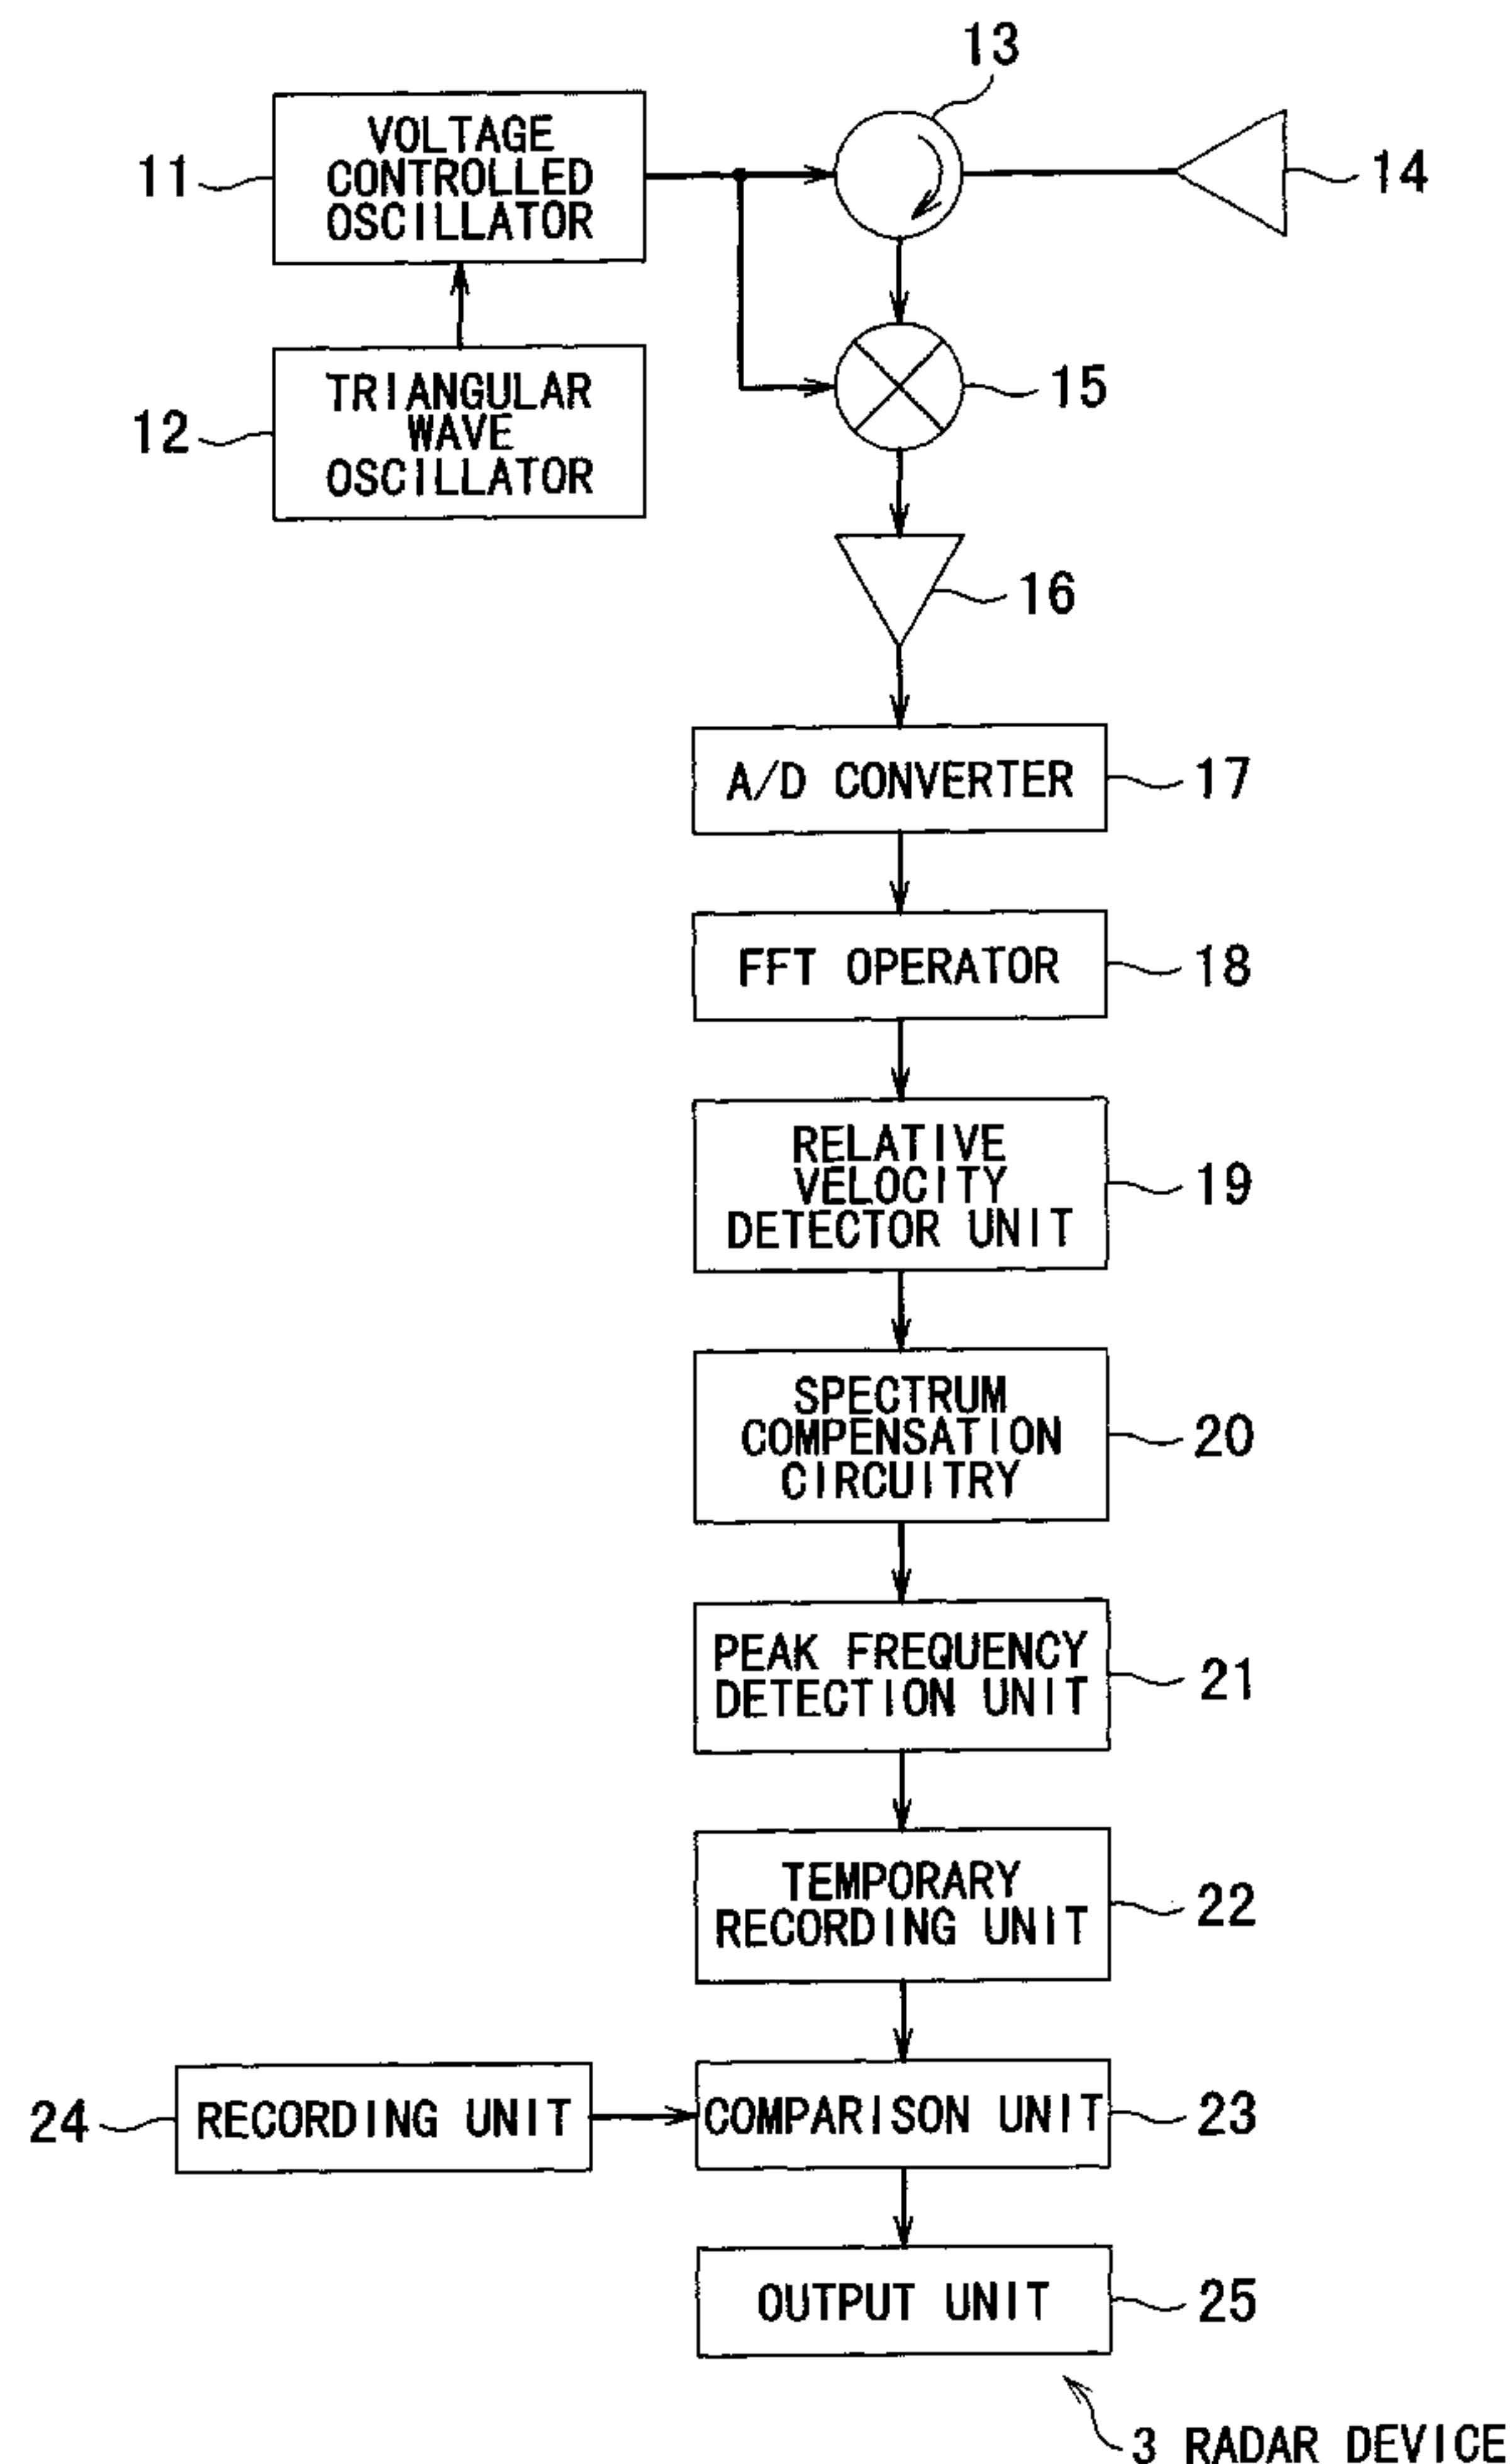 13
VOLTAGE
CONTROLLED
OSCILLATOR
11
14
TRIANGULAR
WAVE
OSCILLATOR
12
15
16
A/D CONVERTER
17
FFT OPERATOR
18
RELATIVE
VELOCITY
DETECTOR UNIT
19
SPECTRUM
COMPENSATION
CIRCUITRY
20
PEAK FREQUENCY
DETECTION UNIT
21
TEMPORARY
RECORDING UNIT
22
24
RECORDING UNIT
COMPARISON UNIT
23
OUTPUT UNIT
25
3 RADAR DEVICE